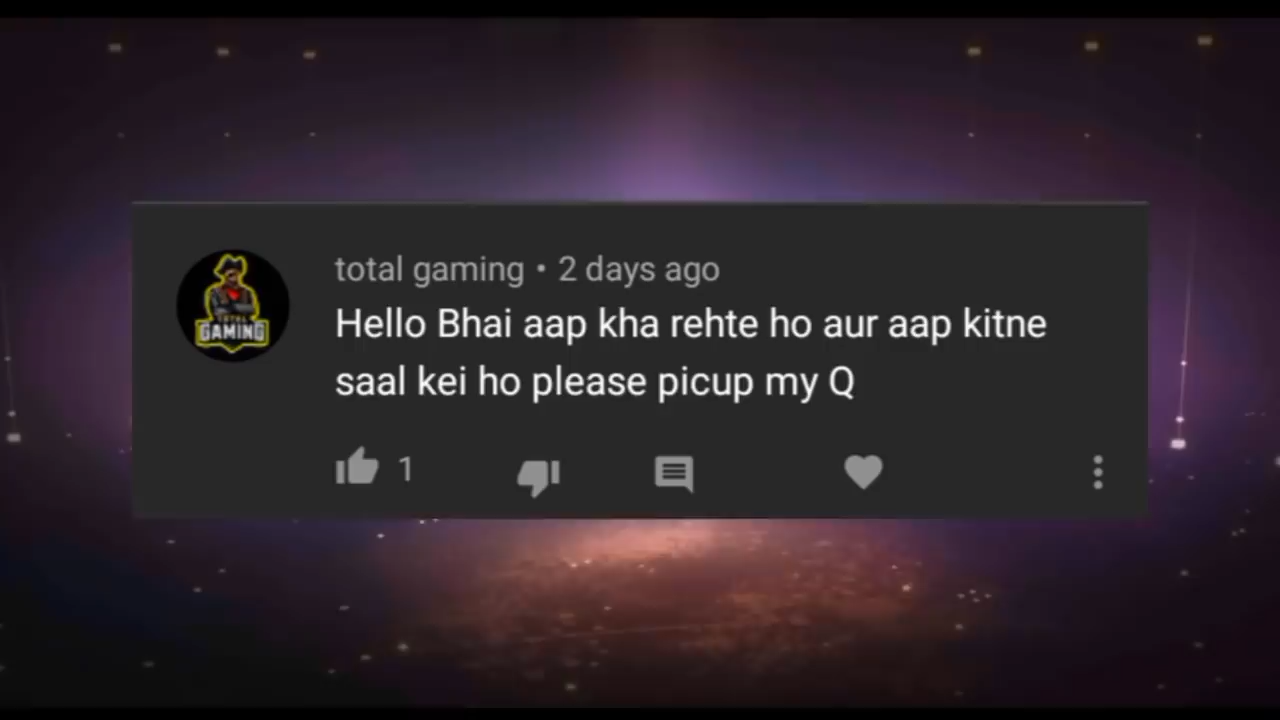 total gaming • 2 days ago
Hello Bhai aap kha rehte ho aur aap kitne
saal kei ho please picup my Q
1
TOTAL
GAMING